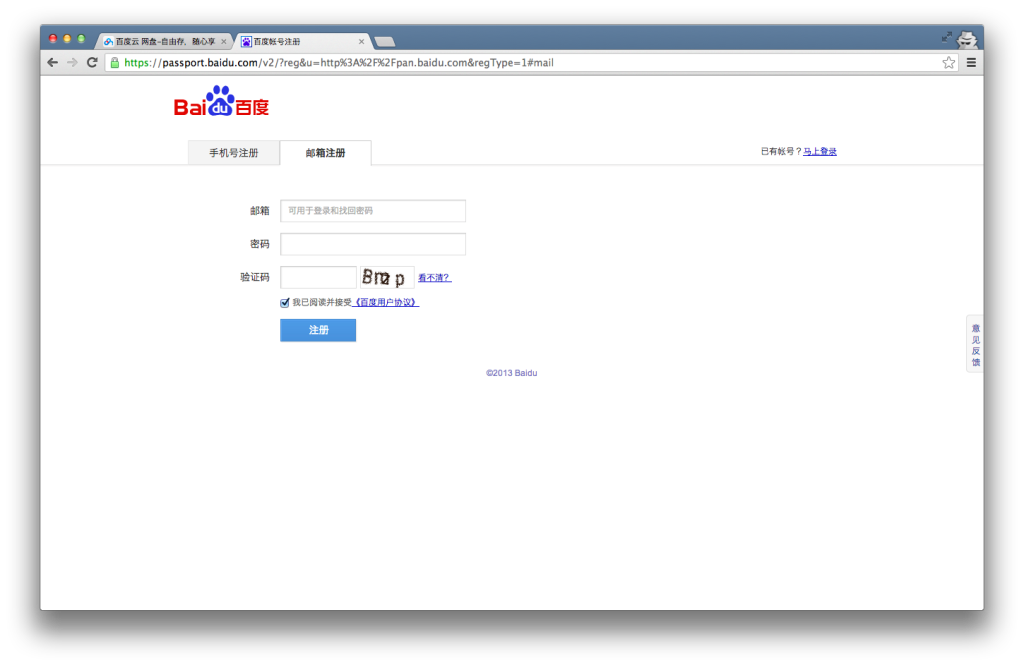 百度云 网盘-自由存，随心享
百度帐号注册
https://passport.baidu.com/v2/?reg&u=http%3A%2F%2Fpan.baidu.com&regType=1#mail
Bai du 百度
手机号注册 邮箱注册 已有帐号？马上登录
邮箱 可用于登录和找回密码
密码
验证码 看不清?
我已阅读并接受《百度用户协议》
注册
意见反馈
©2013 Baidu